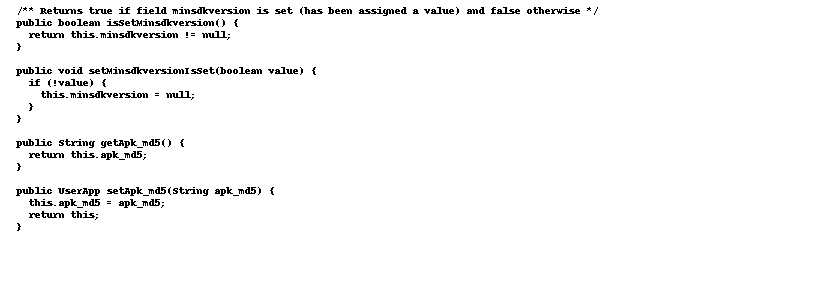 /** Returns true if field minsdkversion is set (has been assigned a value) and false otherwise */
public boolean isSetMinsdkversion() {
  return this.minsdkversion != null;
}

public void setMinsdkversionIsSet(boolean value) {
  if (!value) {
    this.minsdkversion = null;
  }
}

public String getApk_md5() {
  return this.apk_md5;
}

public UserApp setApk_md5(String apk_md5) {
  this.apk_md5 = apk_md5;
  return this;
}